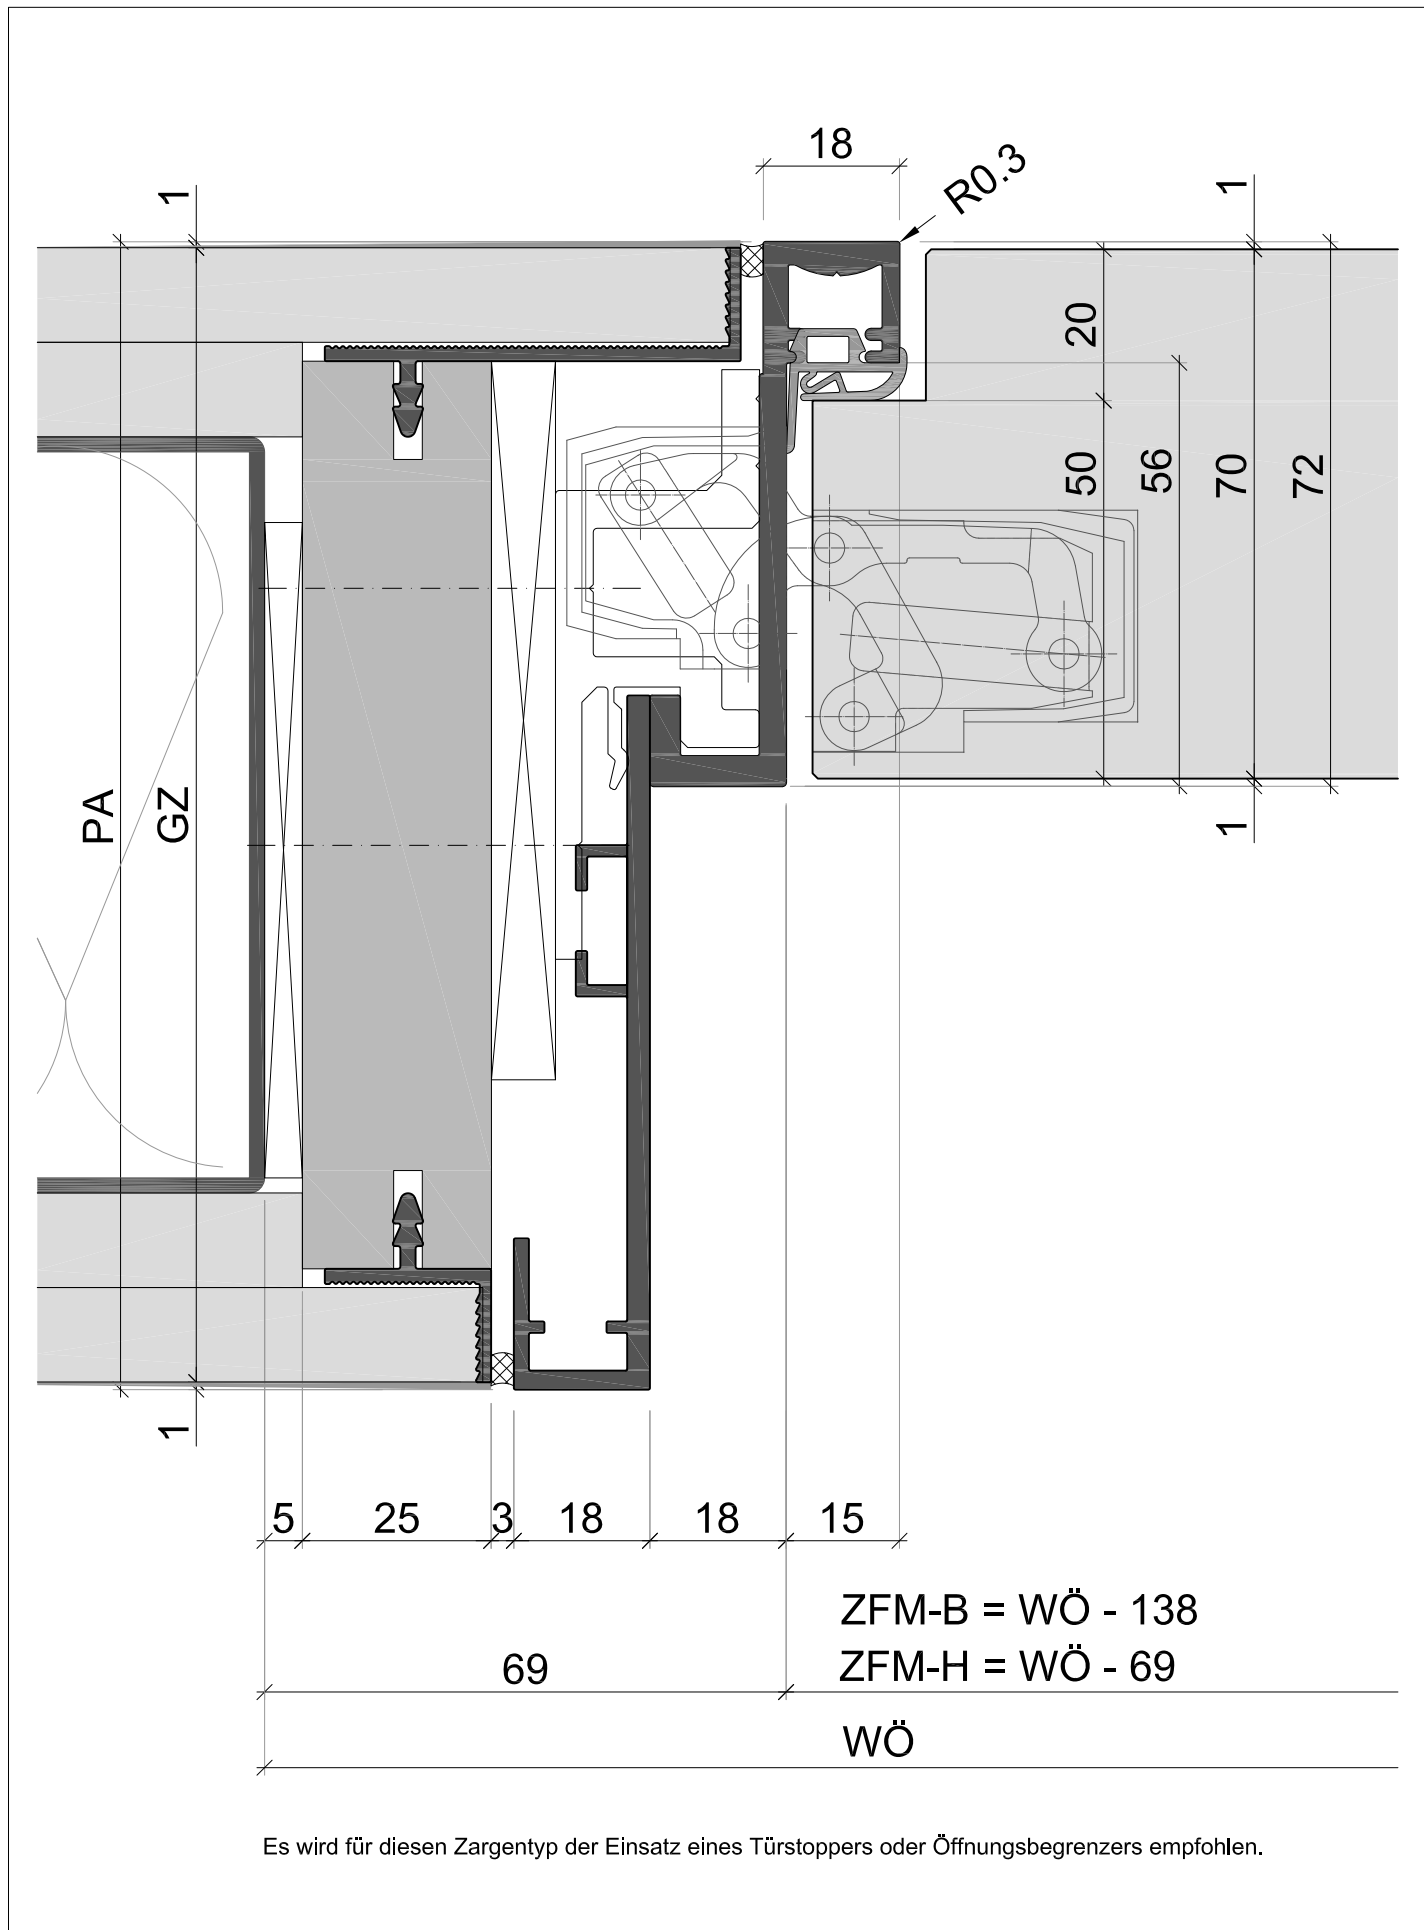 18
R0.3
1
1
20
50
56
70
72
PA
GZ
1
1
5
25
3
18
18
15
ZFM-B = WÖ - 138
ZFM-H = WÖ - 69
69
WÖ
Es wird für diesen Zargentyp der Einsatz eines Türstoppers oder Öffnungsbegrenzers empfohlen.